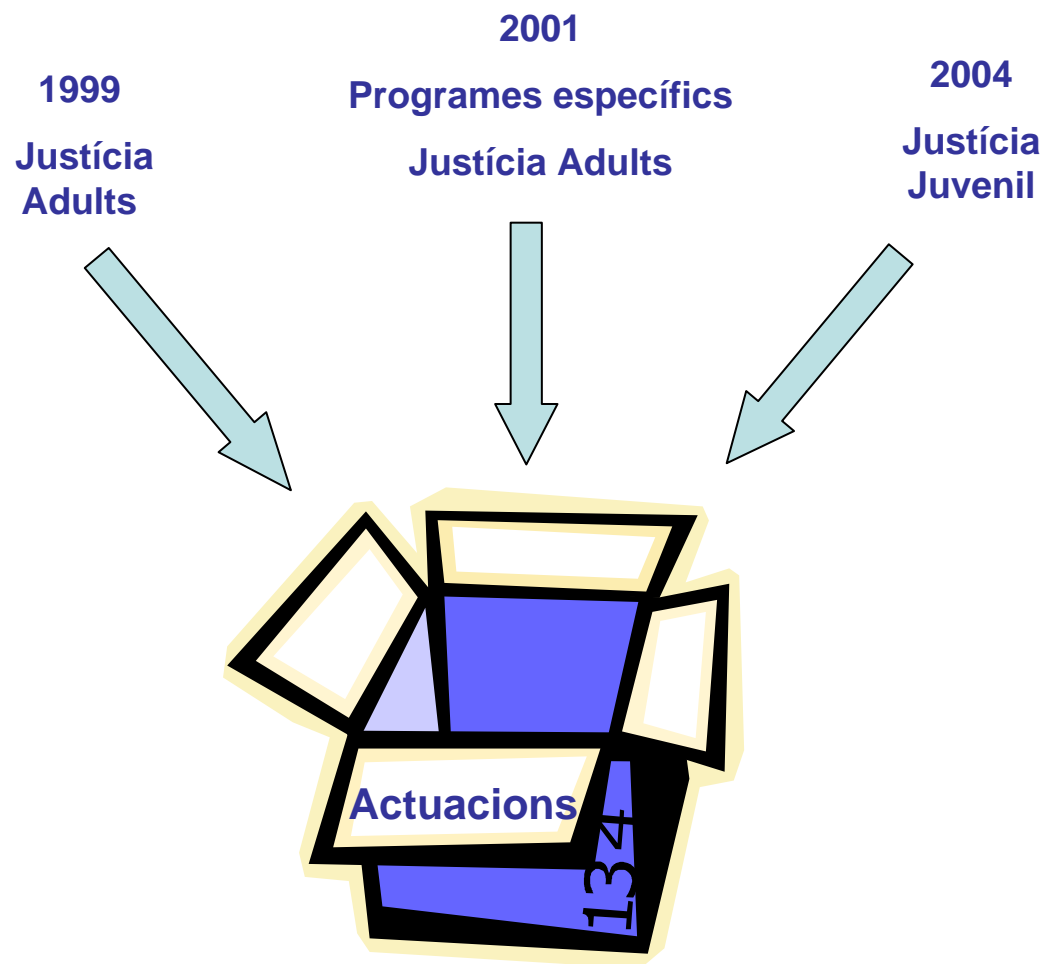 1999
Justícia
Adults
2001
Programes específics
Justícia Adults
2004
Justícia
Juvenil
Actuacions
134